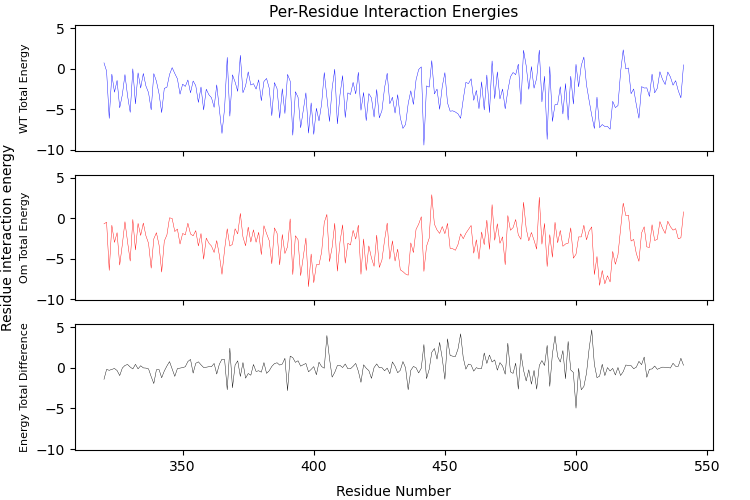 Per-Residue Interaction Energies
Residue interaction energy
WT Total Energy
5
0
−5
−10
Om Total Energy
5
0
−5
−10
Energy Total Difference
5
0
−5
−10
350 400 450 500 550
Residue Number